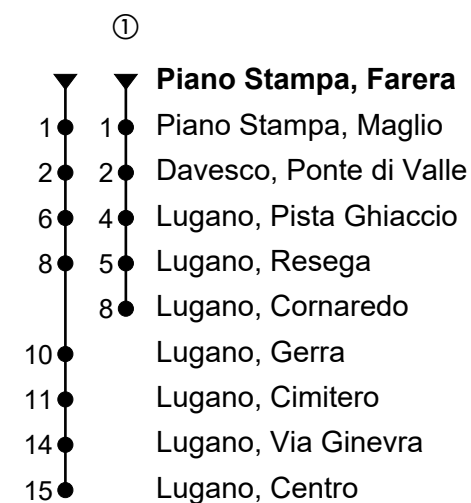 ①
Piano Stampa, Farera
1 1 Piano Stampa, Maglio
2 2 Davesco, Ponte di Valle
6 4 Lugano, Pista Ghiaccio
8 5 Lugano, Resega
8 Lugano, Cornaredo
10 Lugano, Gerra
11 Lugano, Cimitero
14 Lugano, Via Ginevra
15 Lugano, Centro